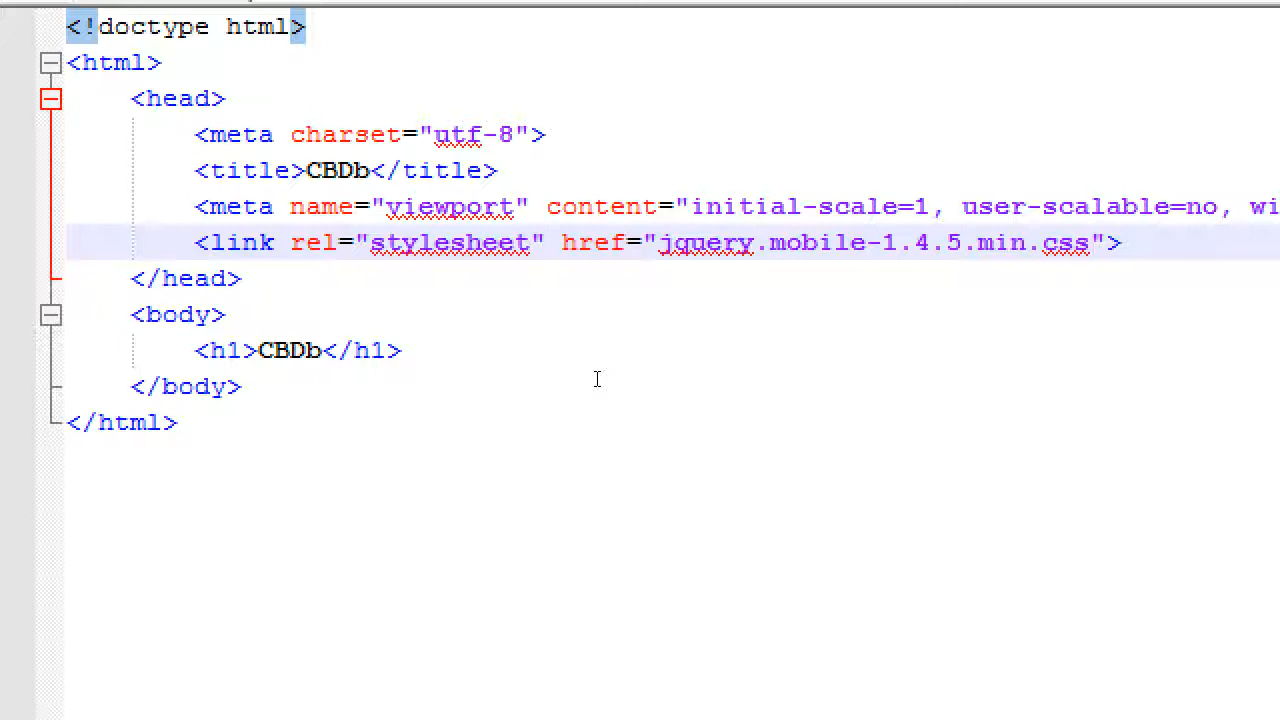 <!doctype html>
<html>
<head>
<meta charset="utf-8">
<title>CBDb</title>
<meta name="viewport" content="initial-scale=1, user-scalable=no, wi
<link rel="stylesheet" href="jquery.mobile-1.4.5.min.css">
</head>
<body>
<h1>CBDb</h1>
</body>
</html>